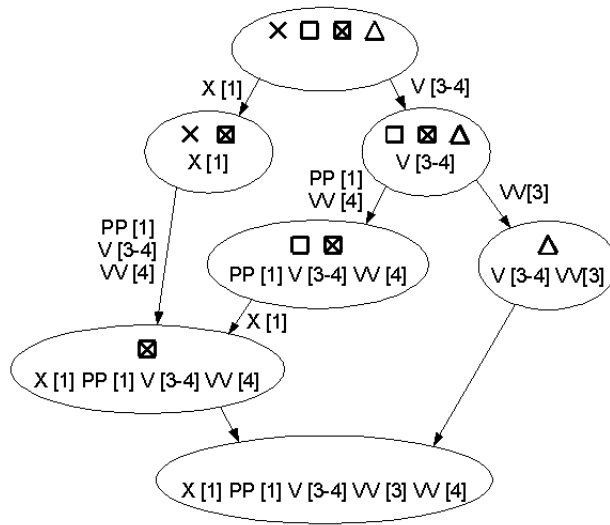 X [1]
V [3-4]
X [1]
V [3-4]
PP [1]
VV [4]
VV[3]
PP [1]
V [3-4]
VV [4]
PP [1] V [3-4] VV [4]
V [3-4] VV[3]
X [1]
X [1] PP [1] V [3-4] VV [4]
X [1] PP [1] V [3-4] VV [3] VV [4]